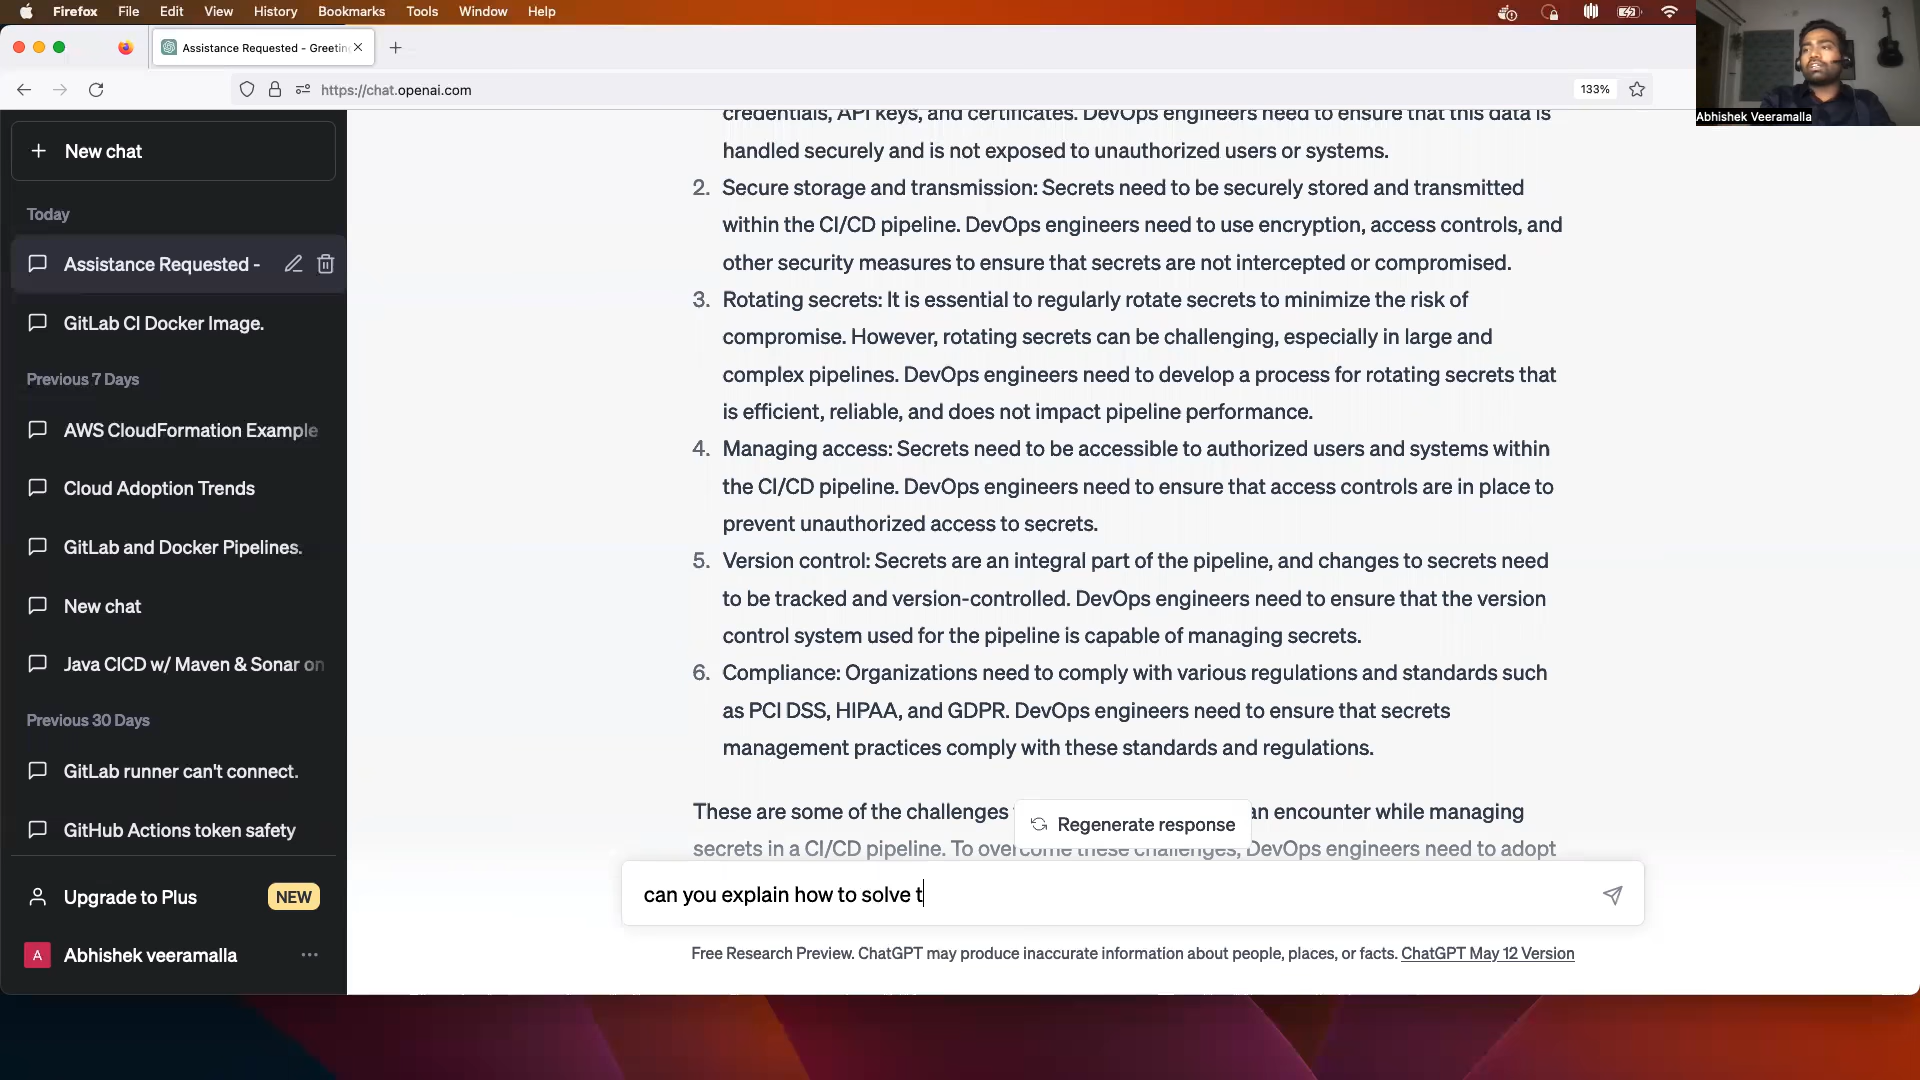 Firefox File Edit View History Bookmarks Tools Window Help
Assistance Requested - Greetin
https://chat.openai.com
133%
Abhishek Veeramalla
New chat
Today
Assistance Requested -
GitLab CI Docker Image.
Previous 7 Days
AWS CloudFormation Example
Cloud Adoption Trends
GitLab and Docker Pipelines.
New chat
Java CICD w/ Maven & Sonar on
Previous 30 Days
GitLab runner can't connect.
GitHub Actions token safety
Upgrade to Plus NEW
A Abhishek veeramalla
credentials, API keys, and certificates. DevOps engineers need to ensure that this data is
handled securely and is not exposed to unauthorized users or systems.
2. Secure storage and transmission: Secrets need to be securely stored and transmitted
within the CI/CD pipeline. DevOps engineers need to use encryption, access controls, and
other security measures to ensure that secrets are not intercepted or compromised.
3. Rotating secrets: It is essential to regularly rotate secrets to minimize the risk of
compromise. However, rotating secrets can be challenging, especially in large and
complex pipelines. DevOps engineers need to develop a process for rotating secrets that
is efficient, reliable, and does not impact pipeline performance.
4. Managing access: Secrets need to be accessible to authorized users and systems within
the CI/CD pipeline. DevOps engineers need to ensure that access controls are in place to
prevent unauthorized access to secrets.
5. Version control: Secrets are an integral part of the pipeline, and changes to secrets need
to be tracked and version-controlled. DevOps engineers need to ensure that the version
control system used for the pipeline is capable of managing secrets.
6. Compliance: Organizations need to comply with various regulations and standards such
as PCI DSS, HIPAA, and GDPR. DevOps engineers need to ensure that secrets
management practices comply with these standards and regulations.
These are some of the challenges an encounter while managing
Regenerate response
secrets in a CI/CD pipeline. To overcome these challenges, DevOps engineers need to adopt
can you explain how to solve t
Free Research Preview. ChatGPT may produce inaccurate information about people, places, or facts. ChatGPT May 12 Version